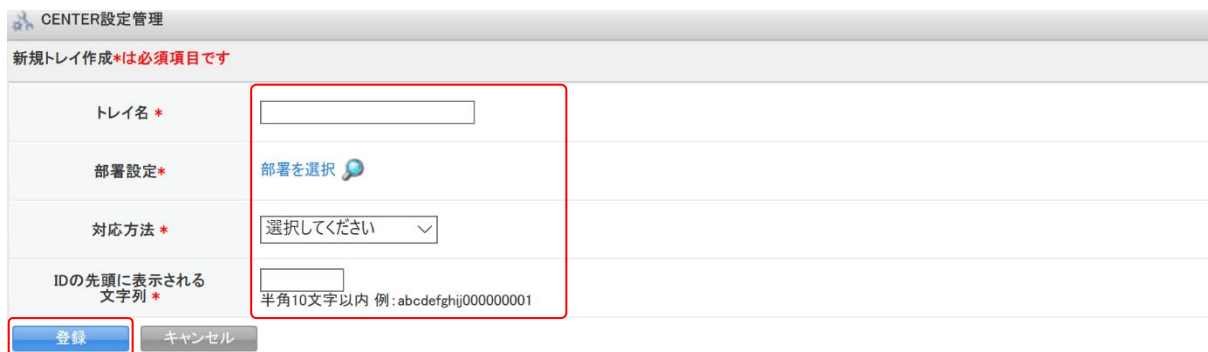 CENTER設定管理
新規トレイ作成*は必須項目です
トレイ名 *
部署設定*
部署を選択
対応方法 *
選択してください
IDの先頭に表示される
文字列 *
半角10文字以内 例:abcdefghij000000001
登録
キャンセル